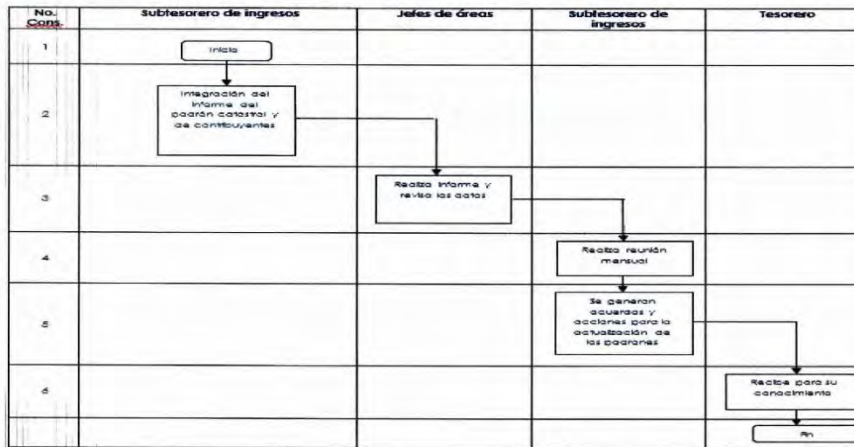 No.
Cons.
Subtesorero de ingresos
Jefes de áreas
Subtesorero de
ingresos
Tesorero
1
Inicio
2
Integración del
informe del
padrón catastral y
de contribuyentes
3
Realiza informe y
revisa los datos
4
Realiza reunión
mensual
5
Se generan
acuerdos y
acciones para la
actualización de
los padrones
6
Recibe para su
conocimiento
Fin